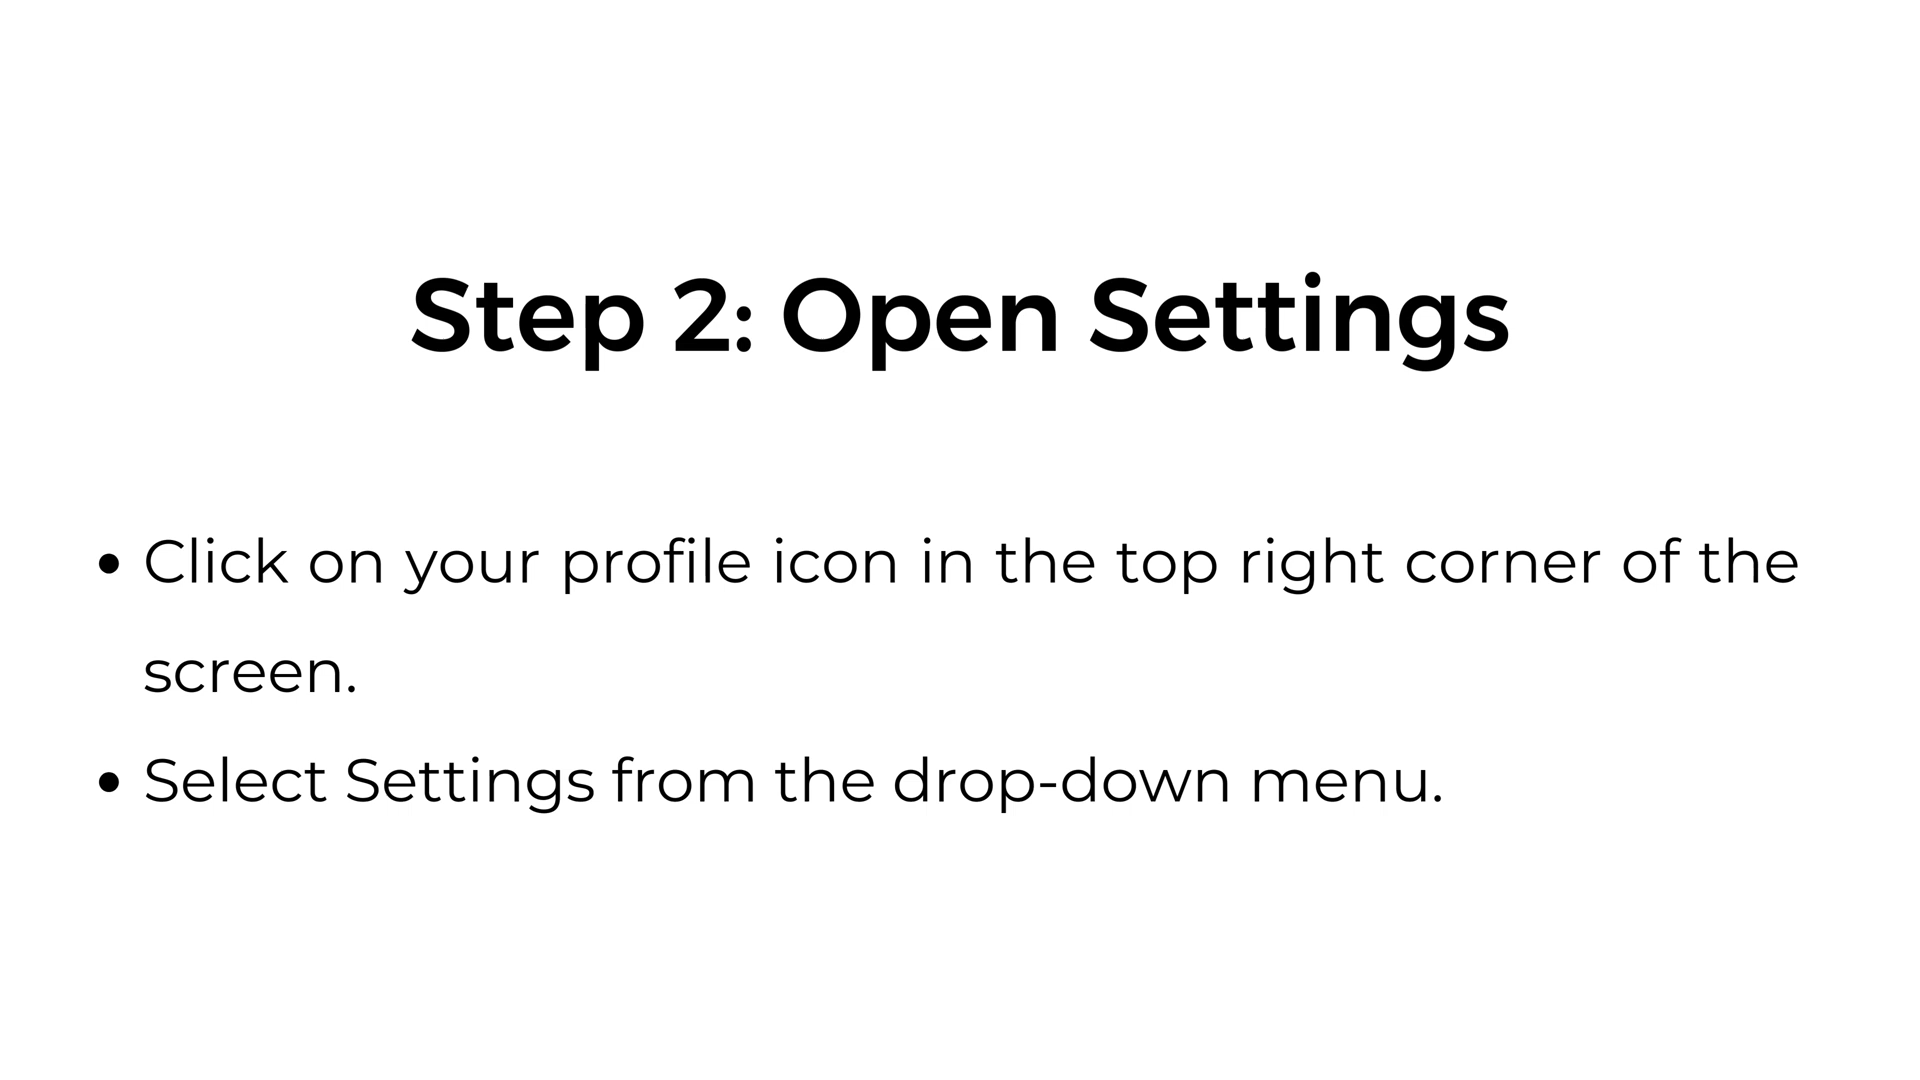 Step 2: Open Settings
• Click on your profile icon in the top right corner of the
screen.
• Select Settings from the drop-down menu.